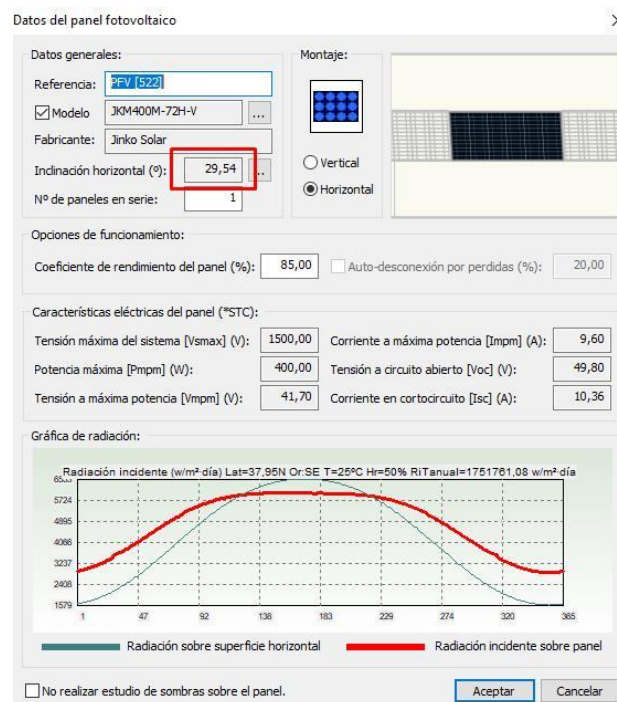 Datos del panel fotovoltaico
Datos generales:
Referencia: PFV [522]
Modelo JKM400M-72H-V ...
Fabricante: Jinko Solar
Inclinación horizontal (º): 29,54 ...
Nº de paneles en serie: 1
Montaje:
Vertical
Horizontal
Opciones de funcionamiento:
Coeficiente de rendimiento del panel (%): 85,00 Auto-desconexión por perdidas (%): 20,00
Características eléctricas del panel (*STC):
Tensión máxima del sistema [Vsmax] (V): 1500,00 Corriente a máxima potencia [Impm] (A): 9,60
Potencia máxima [Pmpm] (W): 400,00 Tensión a circuito abierto [Voc] (V): 49,80
Tensión a máxima potencia [Vmpm] (V): 41,70 Corriente en cortocircuito [Isc] (A): 10,36
Gráfica de radiación:
Radiación incidente (w/m²·día) Lat=37,95N Or:SE T=25ºC Hr=50% RiTanual=1751761,08 w/m²·día
5724
4895
4066
3237
2408
1579
1 47 92 138 183 229 274 320 365
Radiación sobre superficie horizontal Radiación incidente sobre panel
No realizar estudio de sombras sobre el panel. Aceptar Cancelar